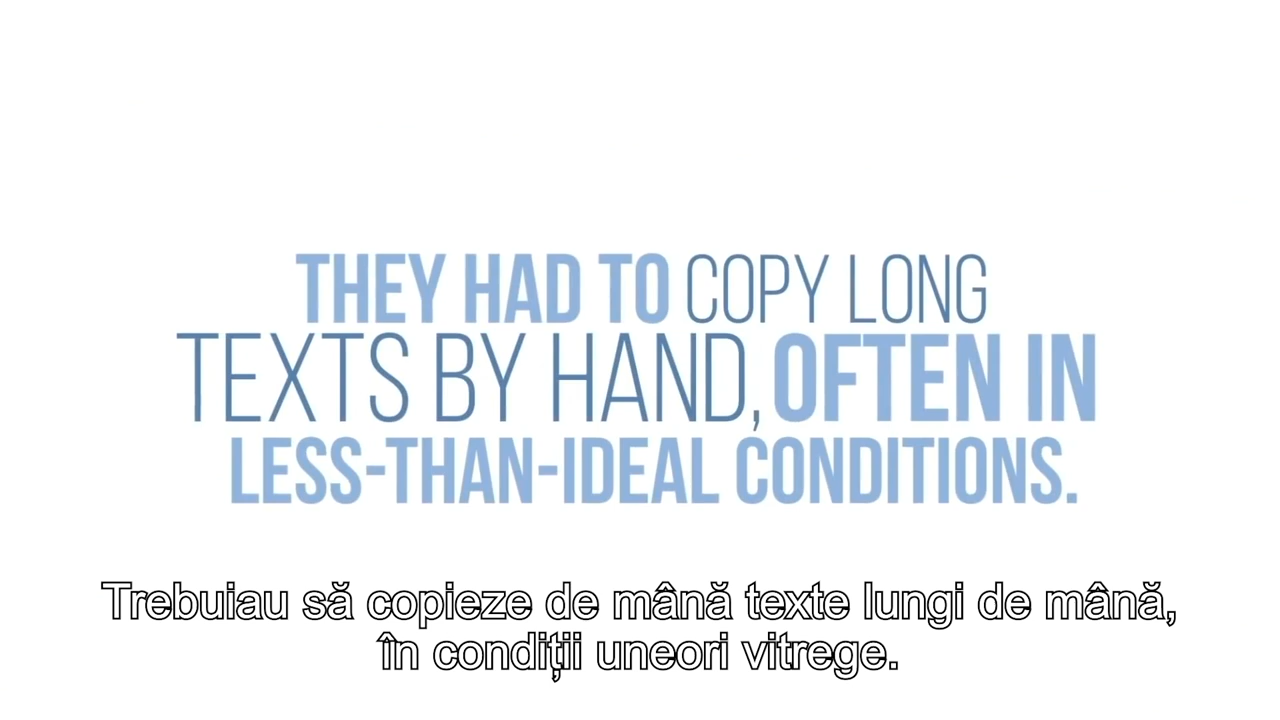 THEY HAD TO COPY LONG
TEXTS BY HAND, OFTEN IN
LESS-THAN-IDEAL CONDITIONS.
Trebuiau să copieze de mână texte lungi de mână,
în condiții uneori vitrege.